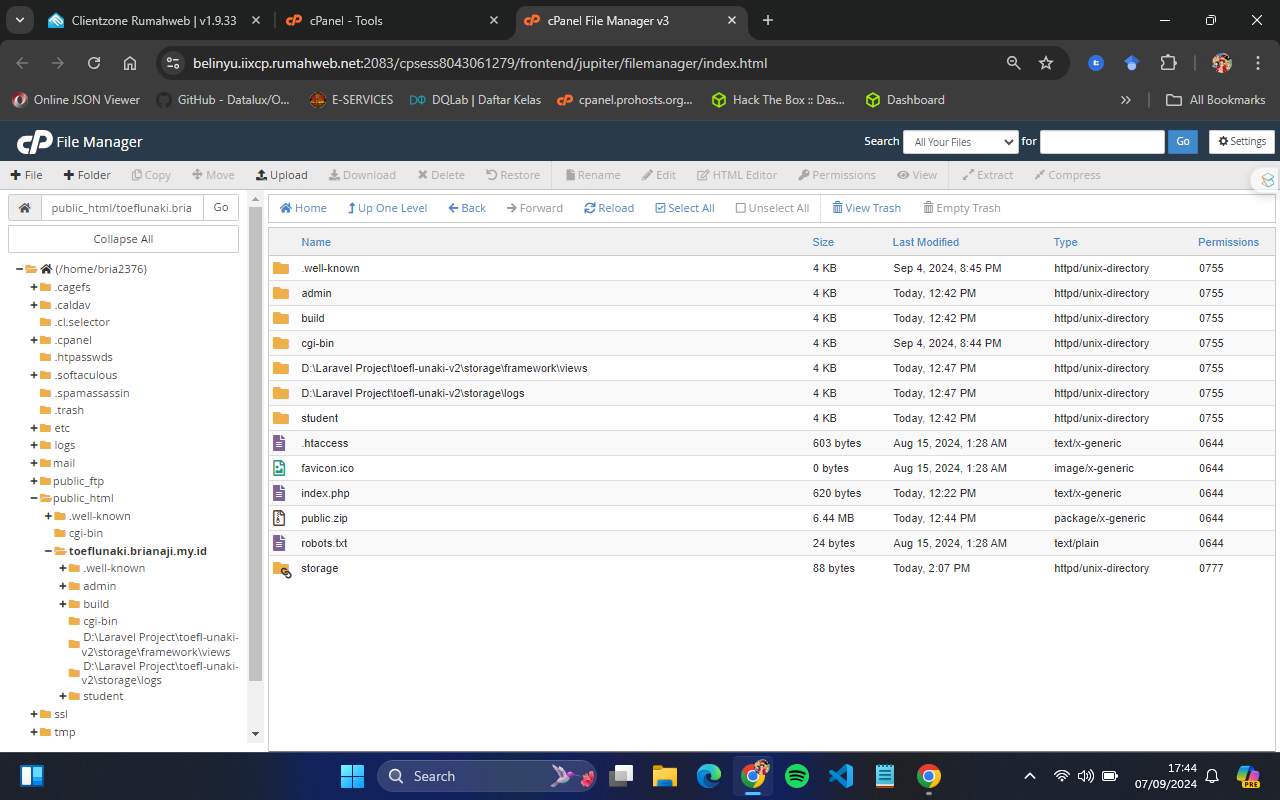 Clientzone Rumahweb | v1.9.33
cPanel - Tools
cPanel File Manager v3
belinyu.iixcp.rumahweb.net:2083/cpsess8043061279/frontend/jupiter/filemanager/index.html
Online JSON Viewer
GitHub - Datalux/O...
E-SERVICES
DQLab | Daftar Kelas
cpanel.prohosts.org...
Hack The Box :: Das...
Dashboard
»
All Bookmarks
cP File Manager
Search All Your Files for Go Settings
+ File + Folder Copy Move Upload Download Delete Restore Rename Edit HTML Editor Permissions View Extract Compress
public_html/toeflunaki.bria Go
Collapse All
(/home/bria2376)
.cagefs
.caldav
.cl.selector
.cpanel
.htpasswds
.softaculous
.spamassassin
.trash
etc
logs
mail
public_ftp
public_html
.well-known
cgi-bin
toeflunaki.brianaji.my.id
.well-known
admin
build
cgi-bin
D:\Laravel Project\toefl-unaki-
v2\storage\framework\views
D:\Laravel Project\toefl-unaki-
v2\storage\logs
student
ssl
tmp
Home Up One Level Back Forward Reload Select All Unselect All View Trash Empty Trash
Name Size Last Modified Type Permissions
.well-known 4 KB Sep 4, 2024, 8:45 PM httpd/unix-directory 0755
admin 4 KB Today, 12:42 PM httpd/unix-directory 0755
build 4 KB Today, 12:42 PM httpd/unix-directory 0755
cgi-bin 4 KB Sep 4, 2024, 8:44 PM httpd/unix-directory 0755
D:\Laravel Project\toefl-unaki-v2\storage\framework\views 4 KB Today, 12:47 PM httpd/unix-directory 0755
D:\Laravel Project\toefl-unaki-v2\storage\logs 4 KB Today, 12:47 PM httpd/unix-directory 0755
student 4 KB Today, 12:42 PM httpd/unix-directory 0755
.htaccess 603 bytes Aug 15, 2024, 1:28 AM text/x-generic 0644
favicon.ico 0 bytes Aug 15, 2024, 1:28 AM image/x-generic 0644
index.php 620 bytes Today, 12:22 PM text/x-generic 0644
public.zip 6.44 MB Today, 12:44 PM package/x-generic 0644
robots.txt 24 bytes Aug 15, 2024, 1:28 AM text/plain 0644
storage 88 bytes Today, 2:07 PM httpd/unix-directory 0777
Search
PRE
17:44
07/09/2024